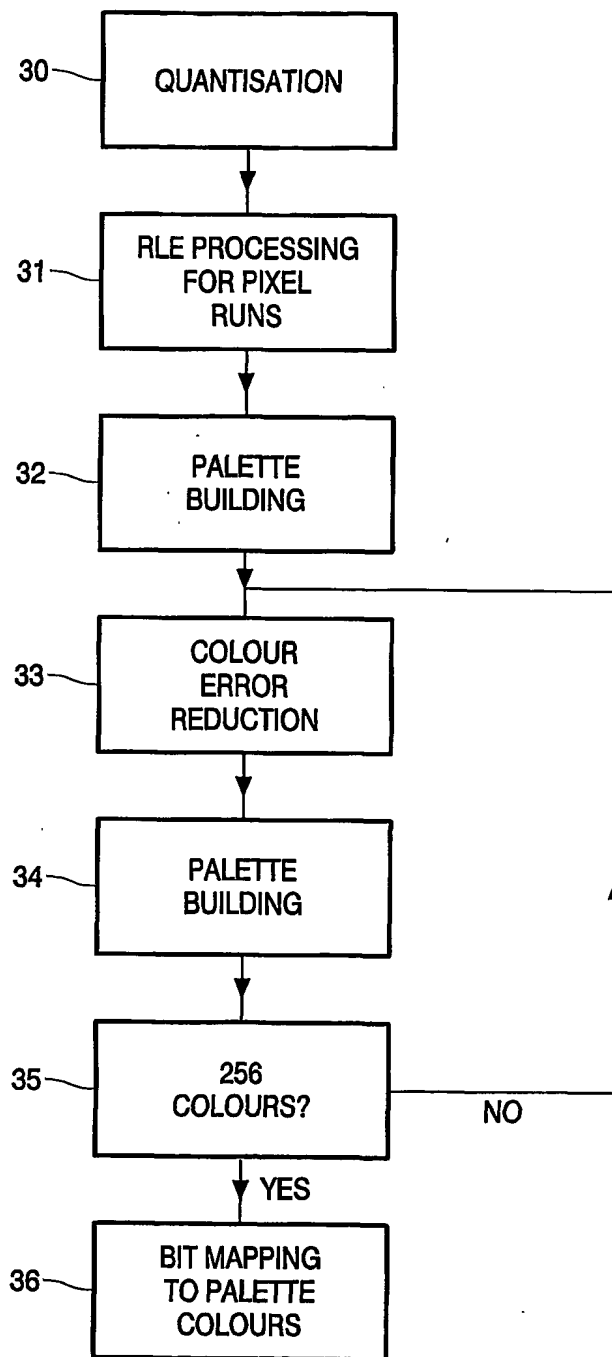 30
QUANTISATION
31
RLE PROCESSING
FOR PIXEL
RUNS
32
PALETTE
BUILDING
33
COLOUR
ERROR
REDUCTION
34
PALETTE
BUILDING
35
256
COLOURS?
NO
YES
36
BIT MAPPING
TO PALETTE
COLOURS